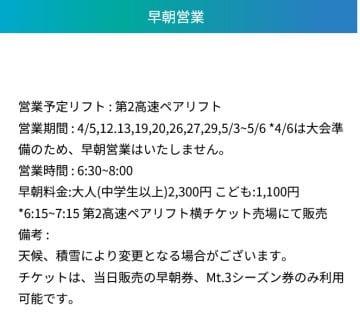 早朝営業
営業予定リフト : 第2高速ペアリフト
営業期間 : 4/5,12.13,19,20,26,27,29,5/3~5/6 *4/6は大会準
備のため、早朝営業はいたしません。
営業時間 : 6:30~8:00
早朝料金:大人(中学生以上)2,300円 こども:1,100円
*6:15~7:15 第2高速ペアリフト横チケット売場にて販売
備考 :
天候、積雪により変更となる場合がございます。
チケットは、当日販売の早朝券、Mt.3シーズン券のみ利用
可能です。